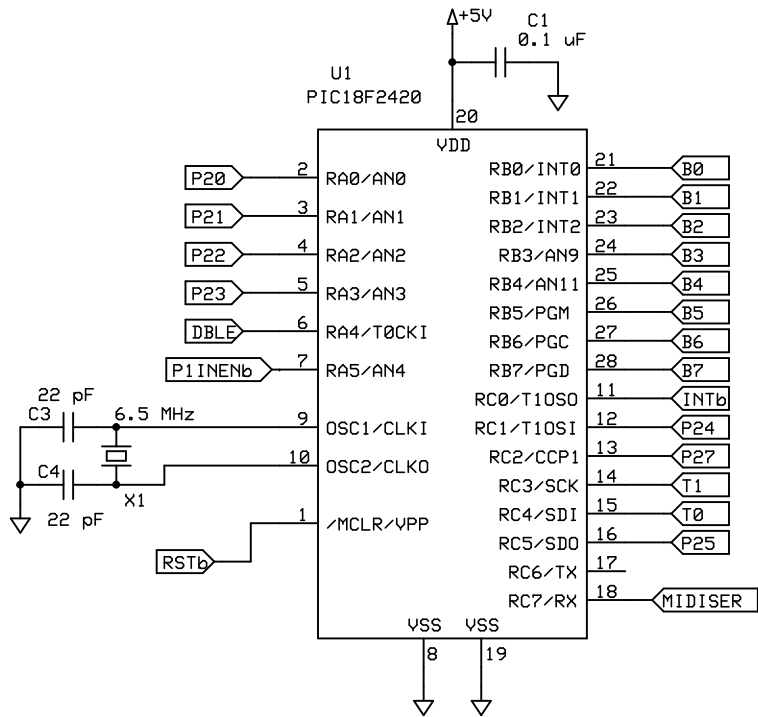 +5V
C1
0.1 uF
U1
PIC18F2420
20
VDD
P20 2 RA0/AN0
P21 3 RA1/AN1
P22 4 RA2/AN2
P23 5 RA3/AN3
DBLE 6 RA4/T0CKI
P1INENb 7 RA5/AN4
22 pF
C3
6.5 MHz
9 OSC1/CLKI
10 OSC2/CLKO
C4
X1
22 pF
1 /MCLR/VPP
RSTb
RB0/INT0 21 B0
RB1/INT1 22 B1
RB2/INT2 23 B2
RB3/AN9 24 B3
RB4/AN11 25 B4
RB5/PGM 26 B5
RB6/PGC 27 B6
RB7/PGD 28 B7
RC0/T1OSO 11 INTb
RC1/T1OSI 12 P24
RC2/CCP1 13 P27
RC3/SCK 14 T1
RC4/SDI 15 T0
RC5/SDO 16 P25
RC6/TX 17
RC7/RX 18 MIDISER
VSS VSS
8 19